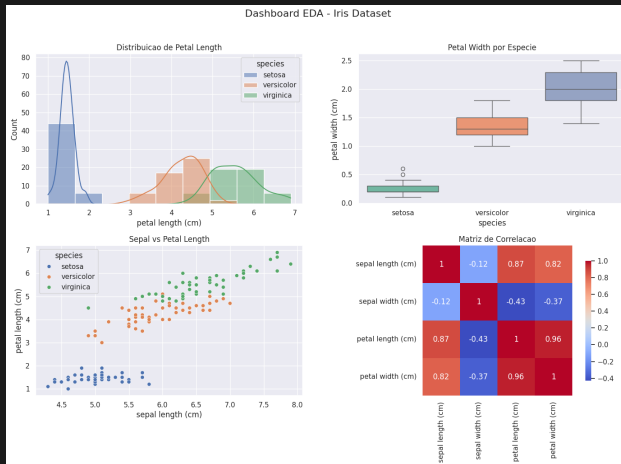 Dashboard EDA - Iris Dataset
Distribuicao de Petal Length
80
70
60
50
40
30
20
10
0
Count
species
setosa
versicolor
virginica
1 2 3 4 5 6 7
petal length (cm)
Petal Width por Especie
2.5
2.0
1.5
1.0
0.5
0.0
petal width (cm)
setosa versicolor virginica
species
Sepal vs Petal Length
species
setosa
versicolor
virginica
7
6
5
4
3
2
1
petal length (cm)
4.5 5.0 5.5 6.0 6.5 7.0 7.5 8.0
sepal length (cm)
Matriz de Correlacao
sepal length (cm) 1 -0.12 0.87 0.82
sepal width (cm) -0.12 1 -0.43 -0.37
petal length (cm) 0.87 -0.43 1 0.96
petal width (cm) 0.82 -0.37 0.96 1
sepal length (cm)
sepal width (cm)
petal length (cm)
petal width (cm)
1.0
0.8
0.6
0.4
0.2
0.0
−0.2
−0.4